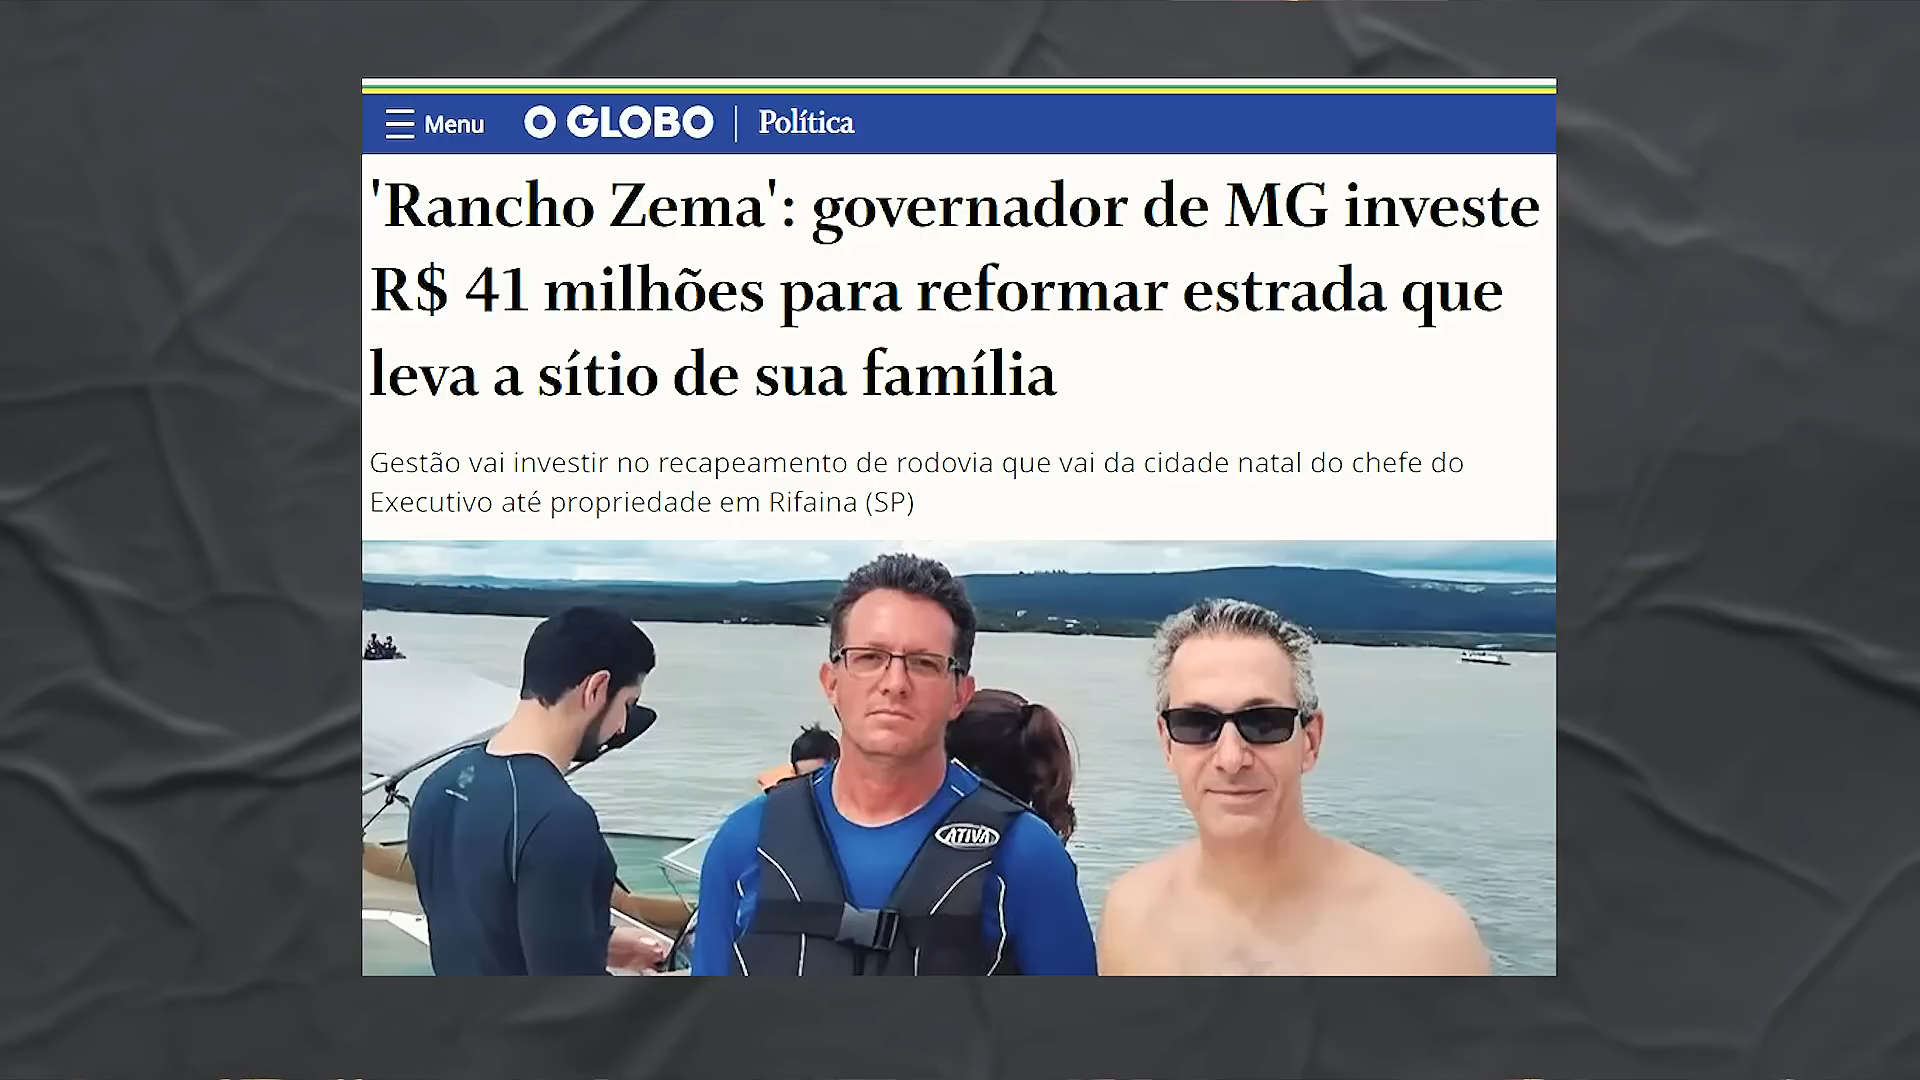 Menu O GLOBO | Política
'Rancho Zema': governador de MG investe
R$ 41 milhões para reformar estrada que
leva a sítio de sua família
Gestão vai investir no recapeamento de rodovia que vai da cidade natal do chefe do
Executivo até propriedade em Rifaina (SP)
ATIVA